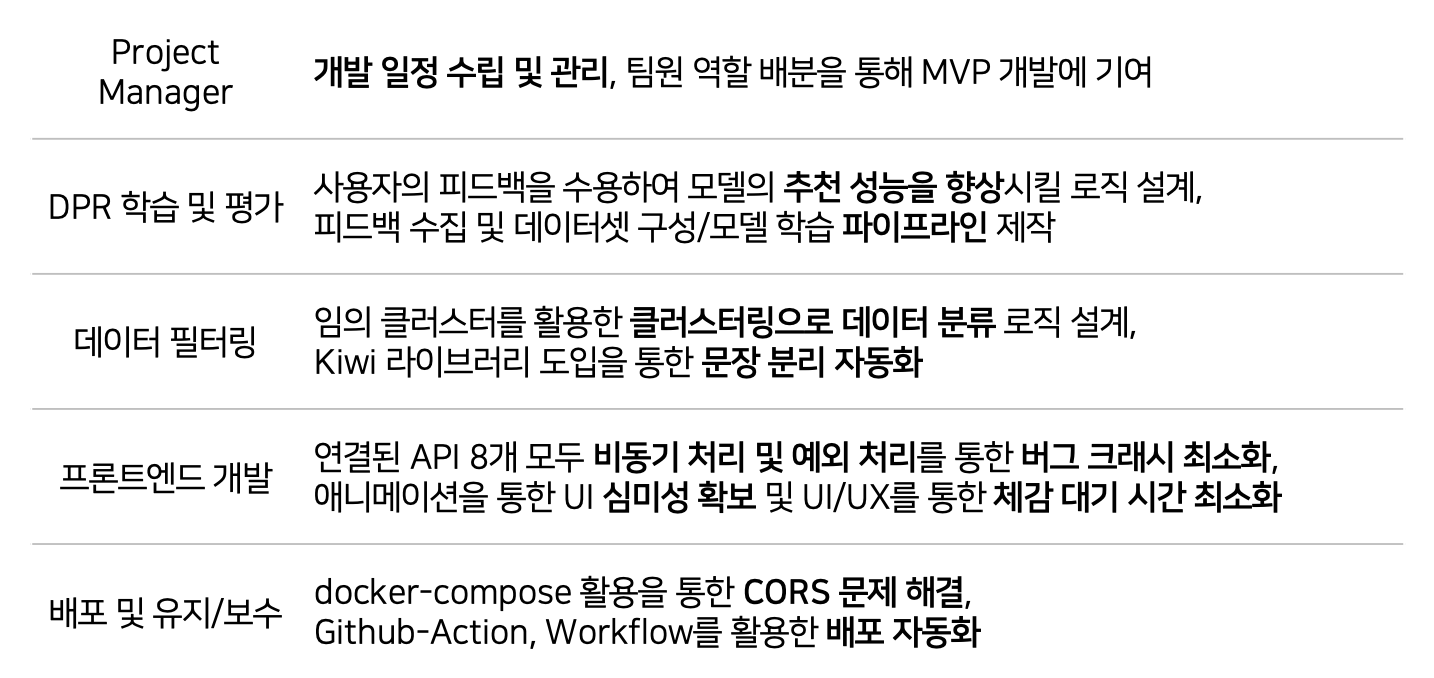 Project
Manager
개발 일정 수립 및 관리, 팀원 역할 배분을 통해 MVP 개발에 기여
DPR 학습 및 평가
사용자의 피드백을 수용하여 모델의 추천 성능을 향상시킬 로직 설계,
피드백 수집 및 데이터셋 구성/모델 학습 파이프라인 제작
데이터 필터링
임의 클러스터를 활용한 클러스터링으로 데이터 분류 로직 설계,
Kiwi 라이브러리 도입을 통한 문장 분리 자동화
프론트엔드 개발
연결된 API 8개 모두 비동기 처리 및 예외 처리를 통한 버그 크래시 최소화,
애니메이션을 통한 UI 심미성 확보 및 UI/UX를 통한 체감 대기 시간 최소화
배포 및 유지/보수
docker-compose 활용을 통한 CORS 문제 해결,
Github-Action, Workflow를 활용한 배포 자동화